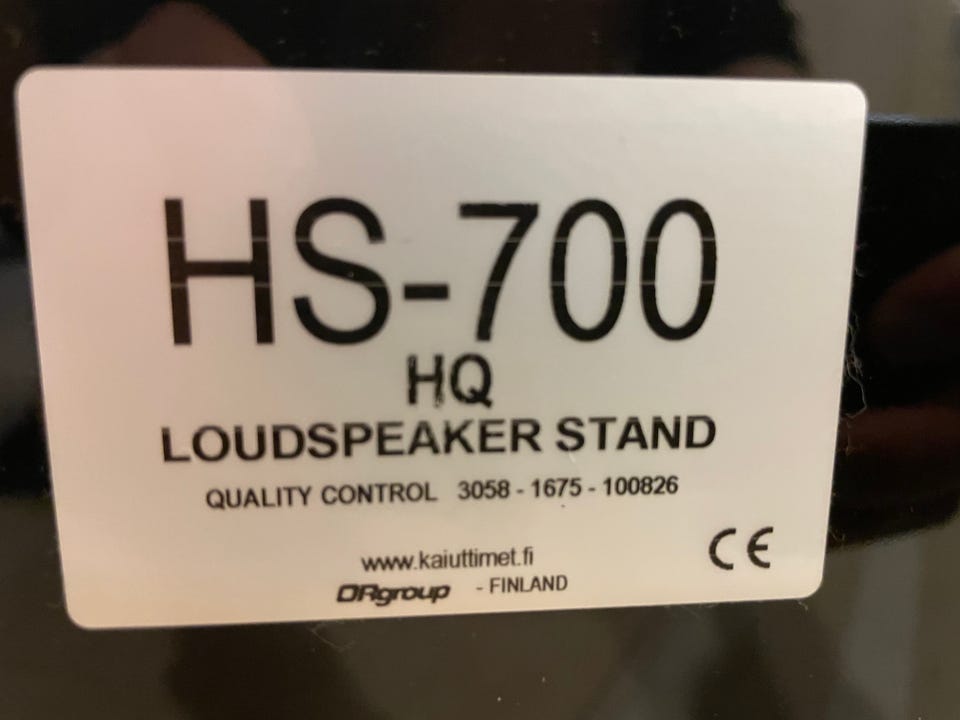 HS-700
HQ
LOUDSPEAKER STAND
QUALITY CONTROL 3058 - 1675 - 100826
www.kaiuttimet.fi
DRgroup - FINLAND
CE